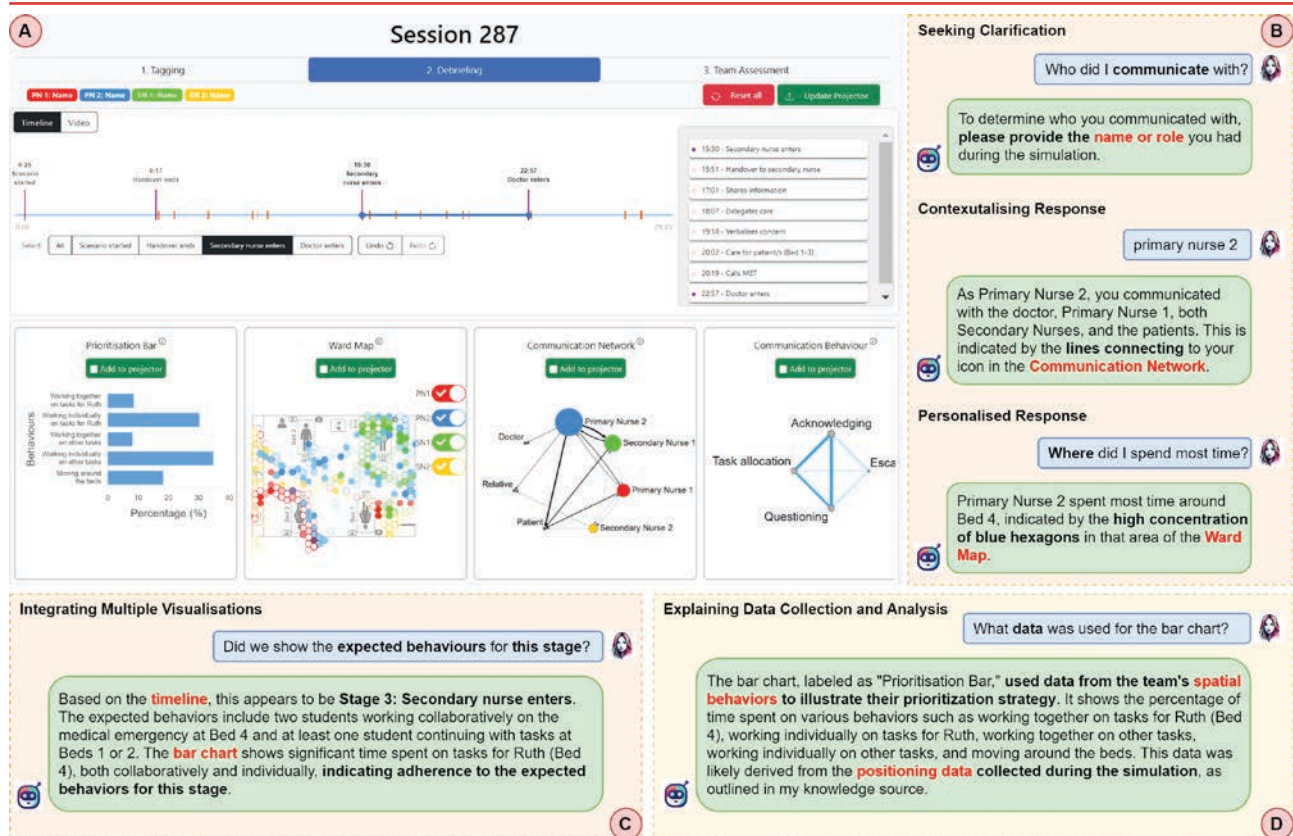 A
Session 287
1. Tagging
2. Debriefing
3. Team Assessment
PN 1: Name
PN 2: Name
SN 1: Name
SN 2: Name
Reset all
Update Projector
Timeline
Video
0:35
Scenario
started
6:17
Handover ends
Secondary
nurse enters
22:57
Doctor enters
0:00
Select
All
Scenario started
Handover ends
Secondary nurse enters
Doctor enters
Undo
Redo
Secondary nurse enters
15:51 - Handover to secondary nurse
17:01 - Shares information
18:07 - Delegates care
19:18 - Verbalises concern
20:02 - Care for patient/s (Bed 1-3)
20:19 - Calls MET
22:57 - Doctor enters
Prioritisation Bar
Add to projector
Behaviours
Working together
on tasks for Ruth
Working individually
on tasks for Ruth
Working together
on other tasks
Working individually
on other tasks
Moving around
the beds
0
10
20
30
40
Percentage (%)
Ward Map
Add to projector
PN1
PN2
SN1
SN2
Communication Network
Add to projector
Primary Nurse 2
Doctor
Secondary Nurse 1
Relative
Primary Nurse 1
Patient
Secondary Nurse 2
Communication Behaviour
Add to projector
Acknowledging
Task allocation
Esca
Questioning
B
Seeking Clarification
Who did I communicate with?
To determine who you communicated with,
please provide the name or role you had
during the simulation.
Contexutalising Response
primary nurse 2
As Primary Nurse 2, you communicated
with the doctor, Primary Nurse 1, both
Secondary Nurses, and the patients. This is
indicated by the lines connecting to your
icon in the Communication Network.
Personalised Response
Where did I spend most time?
Primary Nurse 2 spent most time around
Bed 4, indicated by the high concentration
of blue hexagons in that area of the Ward
Map.
Integrating Multiple Visualisations
Did we show the expected behaviours for this stage?
Based on the timeline, this appears to be Stage 3: Secondary nurse enters.
The expected behaviors include two students working collaboratively on the
medical emergency at Bed 4 and at least one student continuing with tasks at
Beds 1 or 2. The bar chart shows significant time spent on tasks for Ruth (Bed
4), both collaboratively and individually, indicating adherence to the expected
behaviors for this stage.
C
Explaining Data Collection and Analysis
What data was used for the bar chart?
The bar chart, labeled as "Prioritisation Bar," used data from the team's spatial
behaviors to illustrate their prioritization strategy. It shows the percentage of
time spent on various behaviors such as working together on tasks for Ruth (Bed
4), working individually on tasks for Ruth, working together on other tasks,
working individually on other tasks, and moving around the beds. This data was
likely derived from the positioning data collected during the simulation, as
outlined in my knowledge source.
D